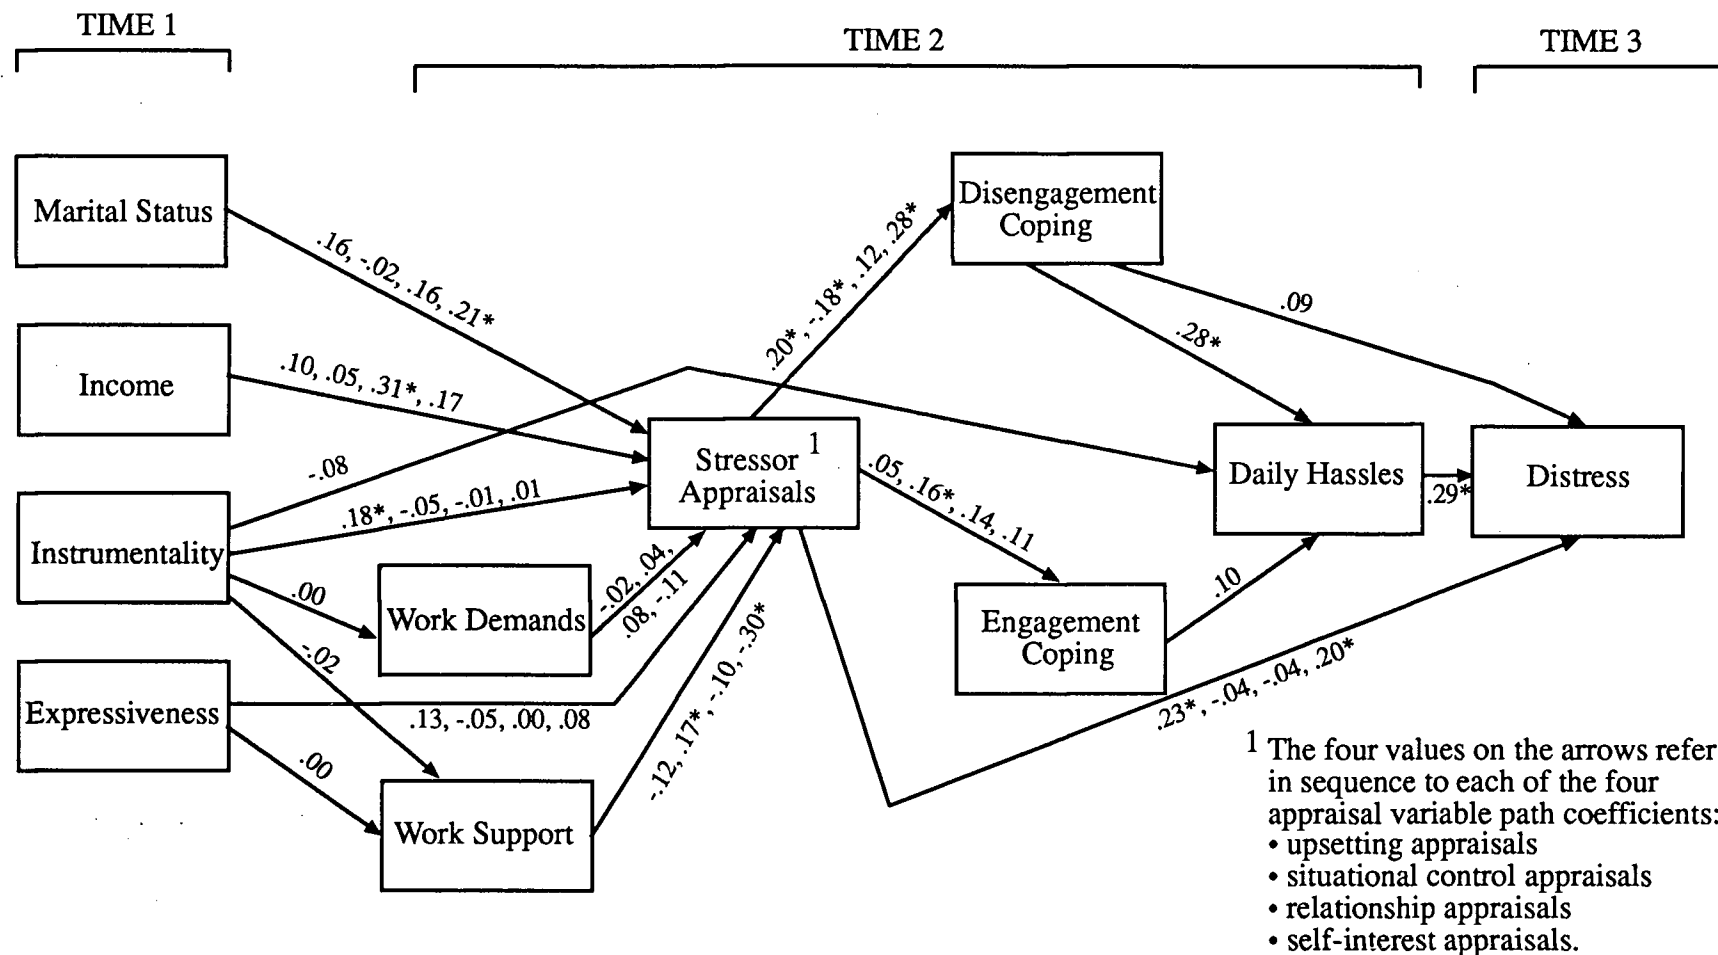 TIME 1
TIME 2
TIME 3
Marital Status
.16, -.02, .16, .21*
Income
.10, .05, .31*, .17
Instrumentality
-.08
.18*, -.05, -.01, .01
.00
-.02
Expressiveness
.13, -.05, .00, .08
.00
Work Demands
-.02, .04,
.08, -.11
Work Support
-.12, .17*, -.10, -.30*
Stressor 1
Appraisals
.20*, -.18*, .12, .28*
.05, .16*, .14, .11
Disengagement
Coping
.09
.28*
Engagement
Coping
.10
Daily Hassles
.29*
Distress
.23*, -.04, -.04, .20*
1 The four values on the arrows refer
in sequence to each of the four
appraisal variable path coefficients:
• upsetting appraisals
• situational control appraisals
• relationship appraisals
• self-interest appraisals.